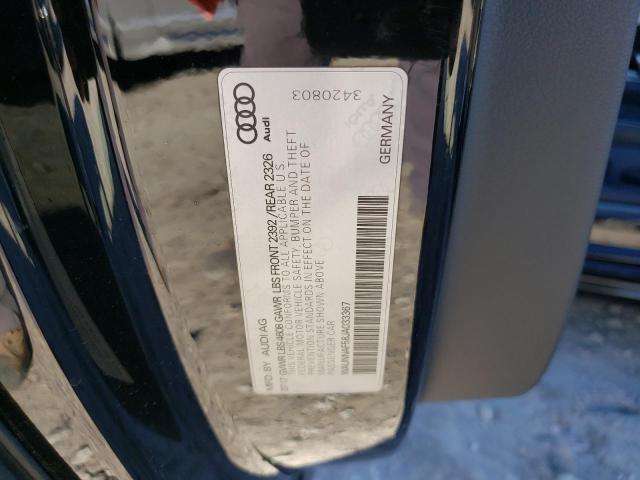 Audi
3420803
MFD. BY AUDI AG
GVWR LBS 4608 GAWR LBS FRONT 2392 / REAR 2326
THIS VEHICLE CONFORMS TO ALL APPLICABLE U.S.
FEDERAL MOTOR VEHICLE SAFETY, BUMPER AND THEFT
PREVENTION STANDARDS IN EFFECT ON THE DATE OF
MANUFACTURE SHOWN ABOVE
PASSENGER CAR
GERMANY